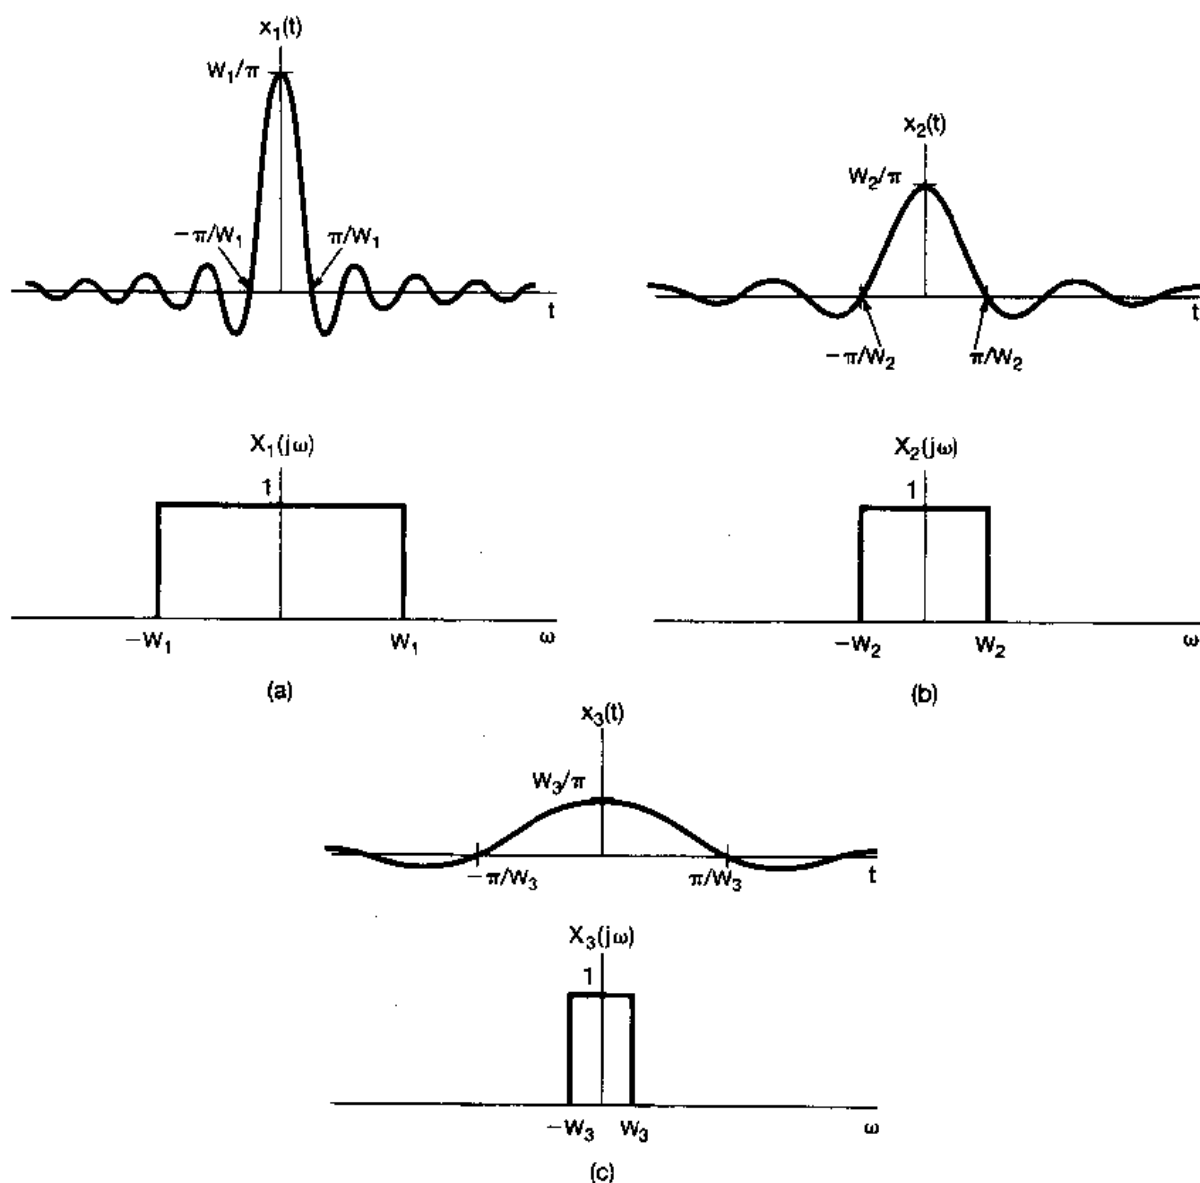 x₁(t)
W₁/π
−π/W₁
π/W₁
t
X₁(jω)
1
−W₁
W₁
ω
(a)
x₂(t)
W₂/π
−π/W₂
π/W₂
t
X₂(jω)
1
−W₂
W₂
ω
(b)
x₃(t)
W₃/π
−π/W₃
π/W₃
t
X₃(jω)
1
−W₃
W₃
ω
(c)